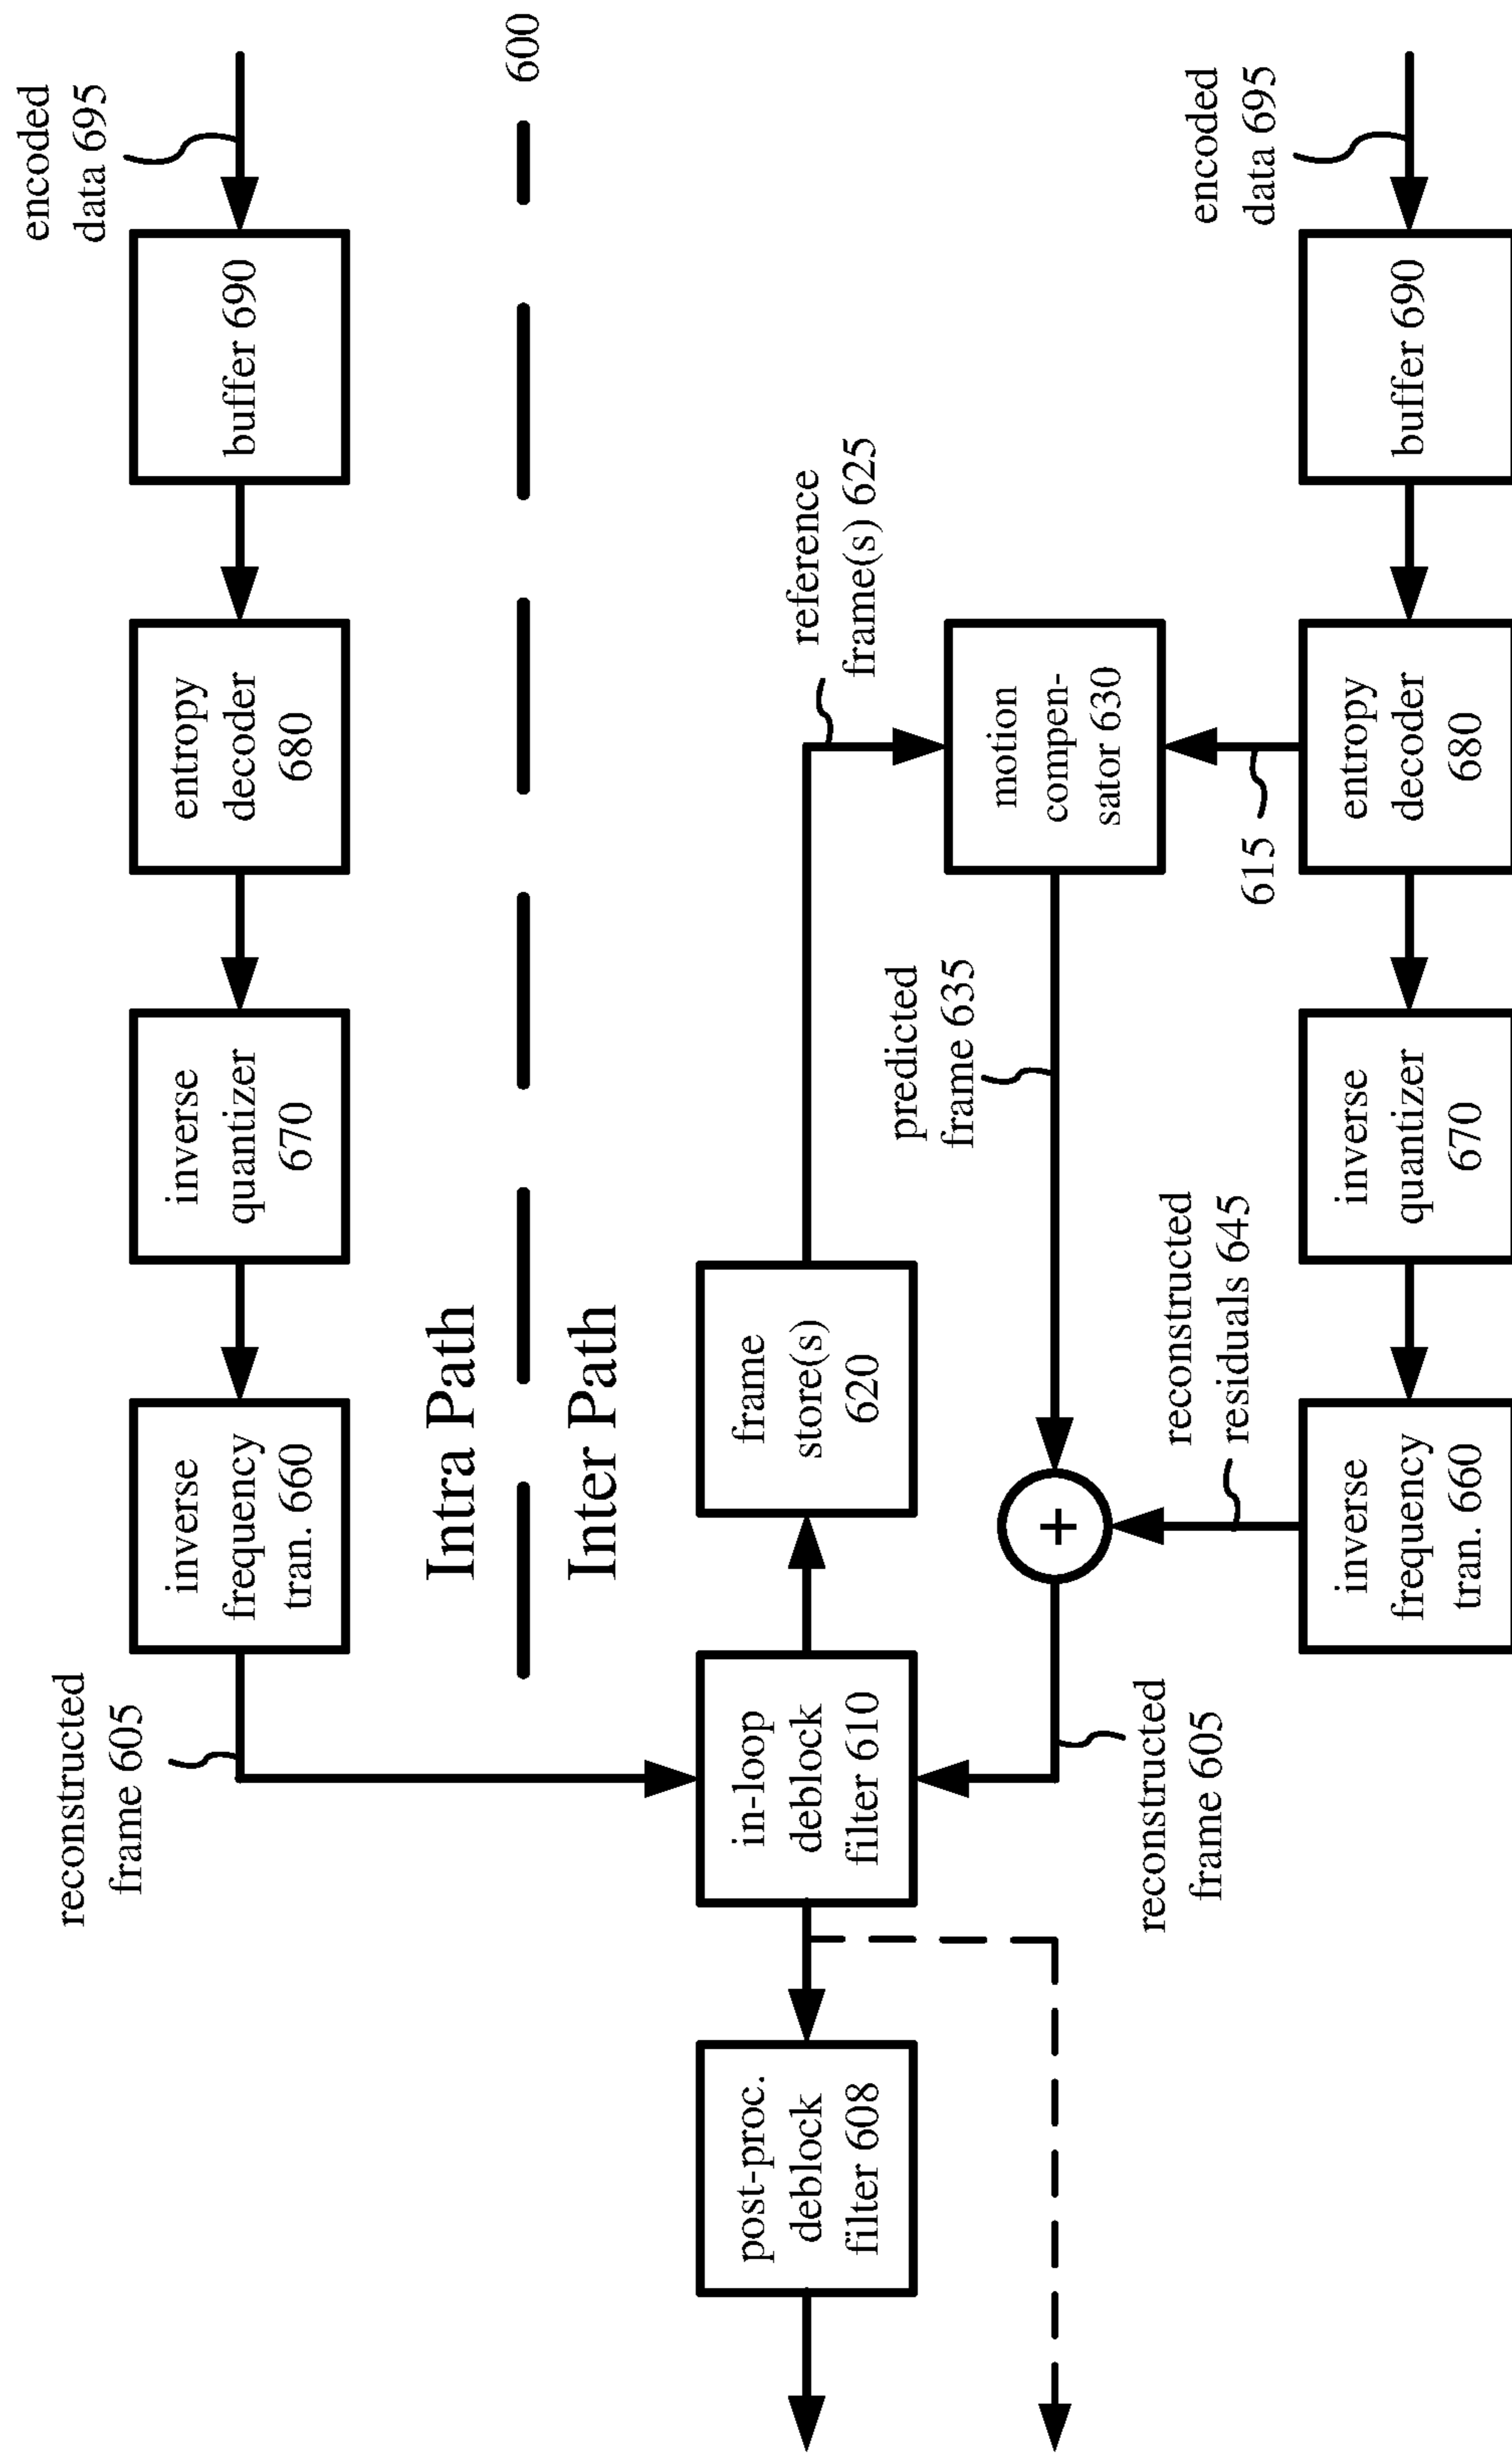 encoded
data 695
reconstructed
frame 605
inverse
frequency
tran. 660
inverse
quantizer
670
entropy
decoder
680
buffer 690
Intra Path
600
Inter Path
post-proc.
deblock
filter 608
in-loop
deblock
filter 610
frame
store(s)
620
reference
frame(s) 625
predicted
frame 635
motion
compen-
sator 630
+
reconstructed
frame 605
reconstructed
residuals 645
615
encoded
data 695
inverse
frequency
tran. 660
inverse
quantizer
670
entropy
decoder
680
buffer 690